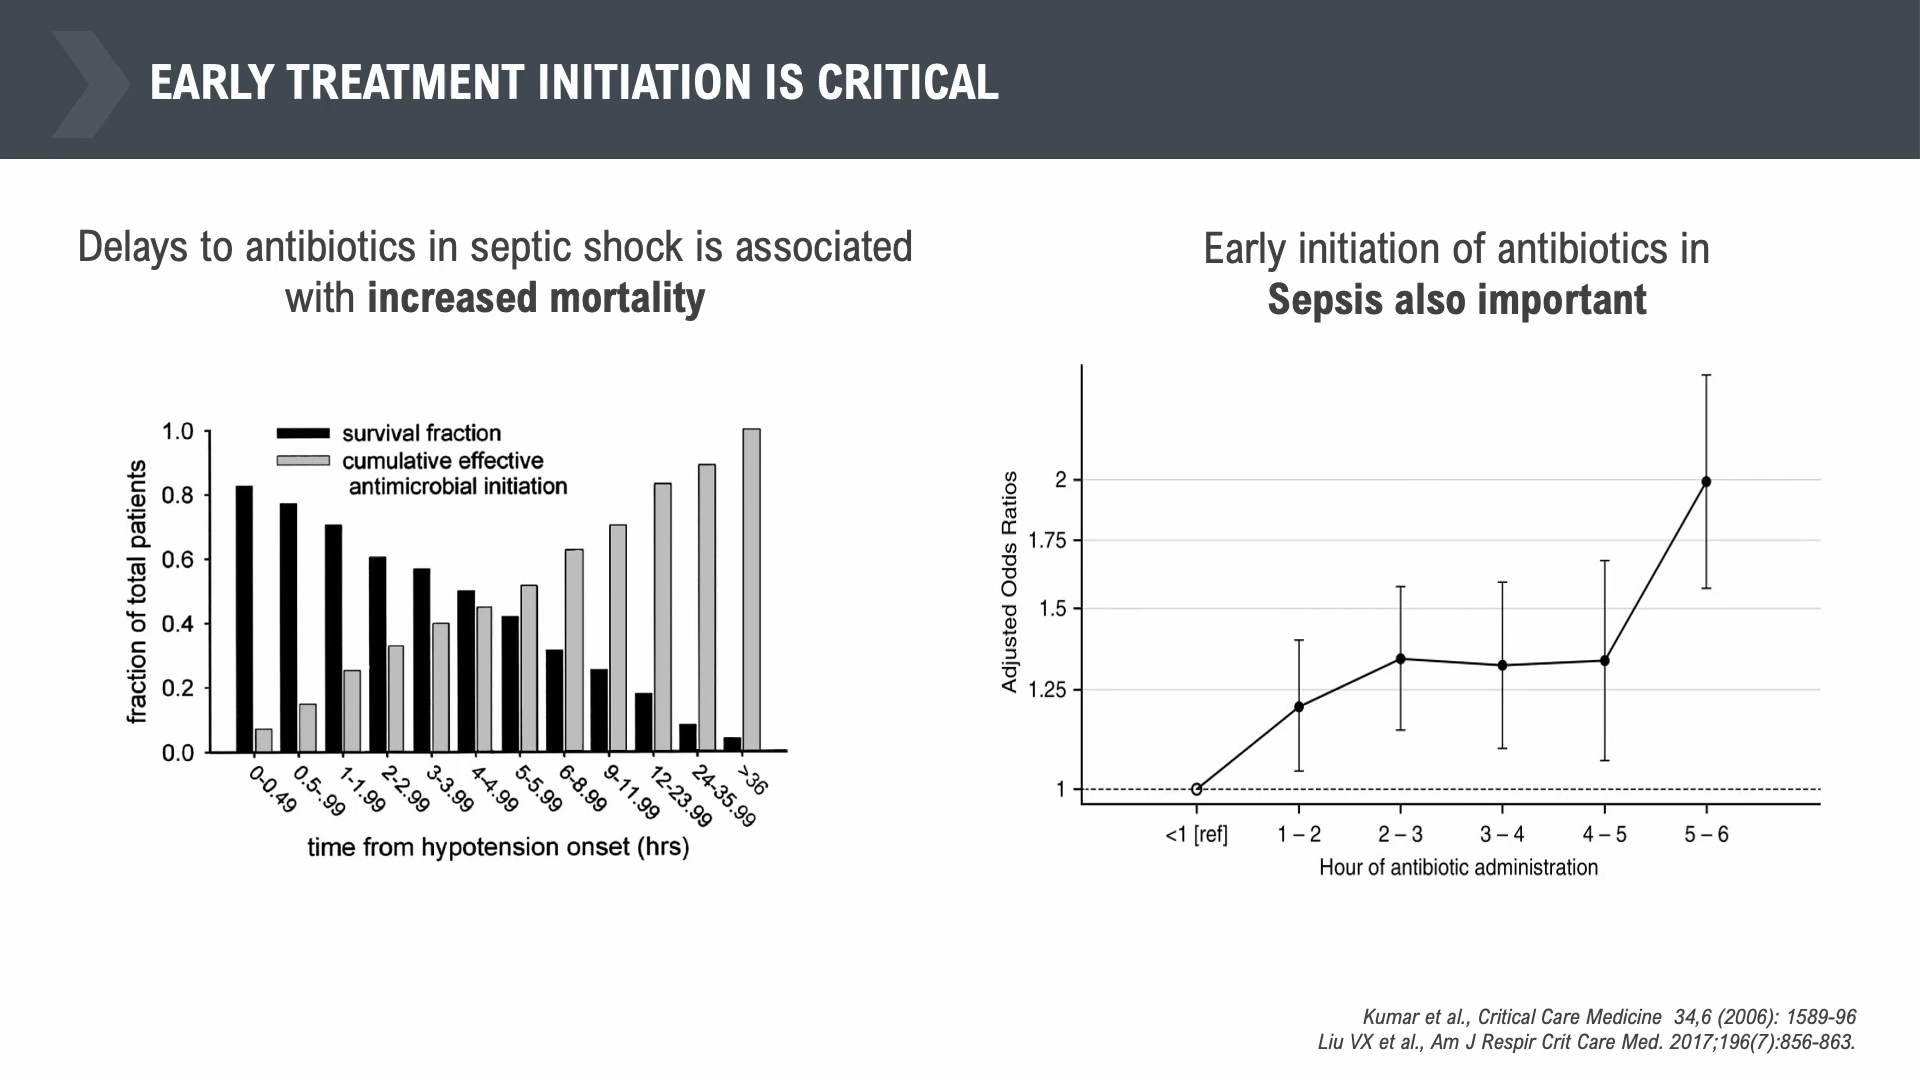 EARLY TREATMENT INITIATION IS CRITICAL
Delays to antibiotics in septic shock is associated
with increased mortality
Early initiation of antibiotics in
Sepsis also important
survival fraction
cumulative effective
antimicrobial initiation
fraction of total patients
1.0
0.8
0.6
0.4
0.2
0.0
0-0.49
0.5-.99
1-1.99
2-2.99
3-3.99
4-4.99
5-5.99
6-8.99
9-11.99
12-23.99
24-35.99
>36
time from hypotension onset (hrs)
Adjusted Odds Ratios
2
1.75
1.5
1.25
1
<1 [ref]
1 – 2
2 – 3
3 – 4
4 – 5
5 – 6
Hour of antibiotic administration
Kumar et al., Critical Care Medicine 34,6 (2006): 1589-96
Liu VX et al., Am J Respir Crit Care Med. 2017;196(7):856-863.